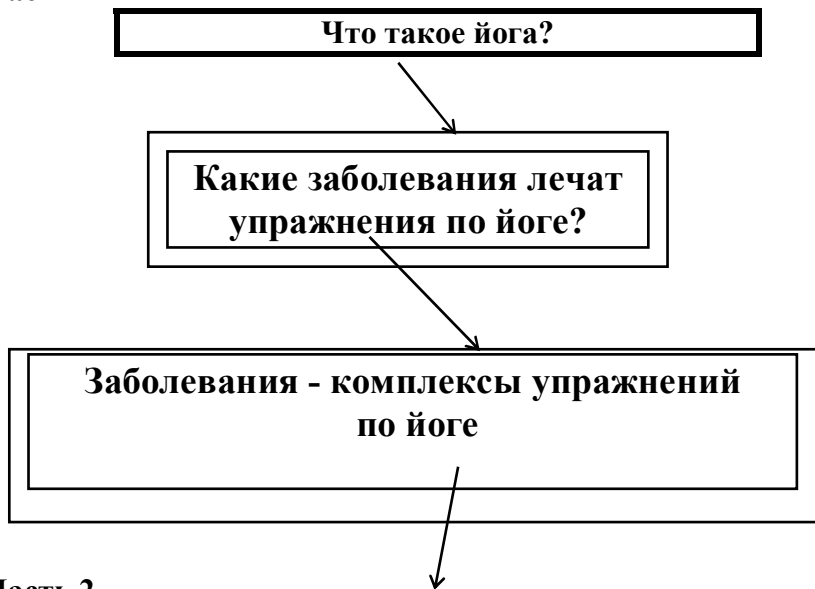 Что такое йога?
Какие заболевания лечат
упражнения по йоге?
Заболевания - комплексы упражнений
по йоге